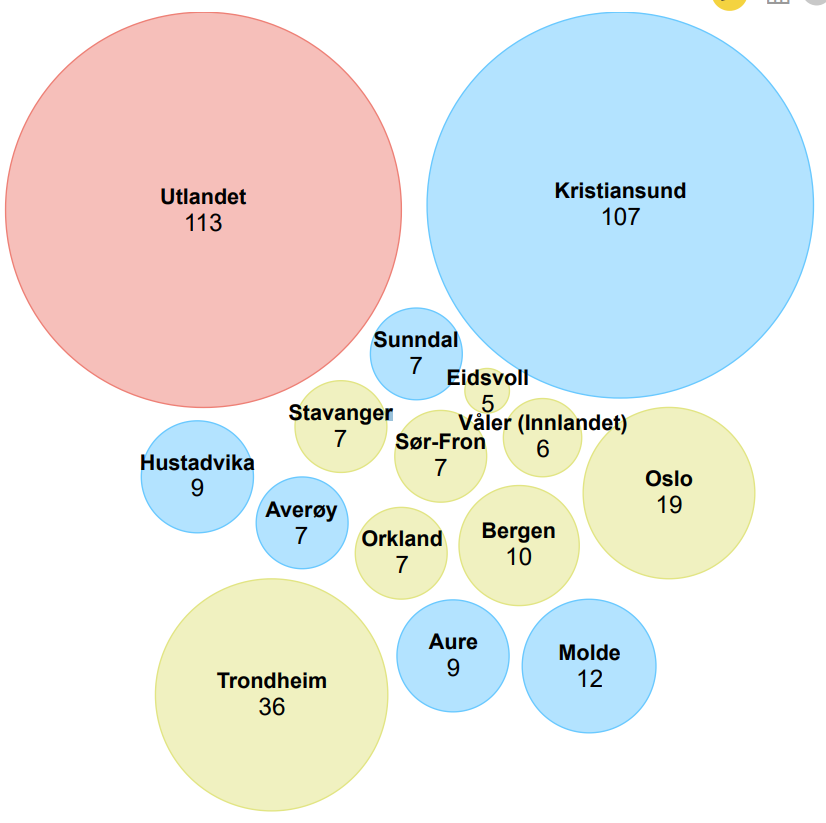 Utlandet
113
Kristiansund
107
Sunndal
7
Eidsvoll
5
Stavanger
7
Våler (Innlandet)
6
Sør-Fron
7
Hustadvika
9
Oslo
19
Averøy
7
Orkland
7
Bergen
10
Aure
9
Molde
12
Trondheim
36